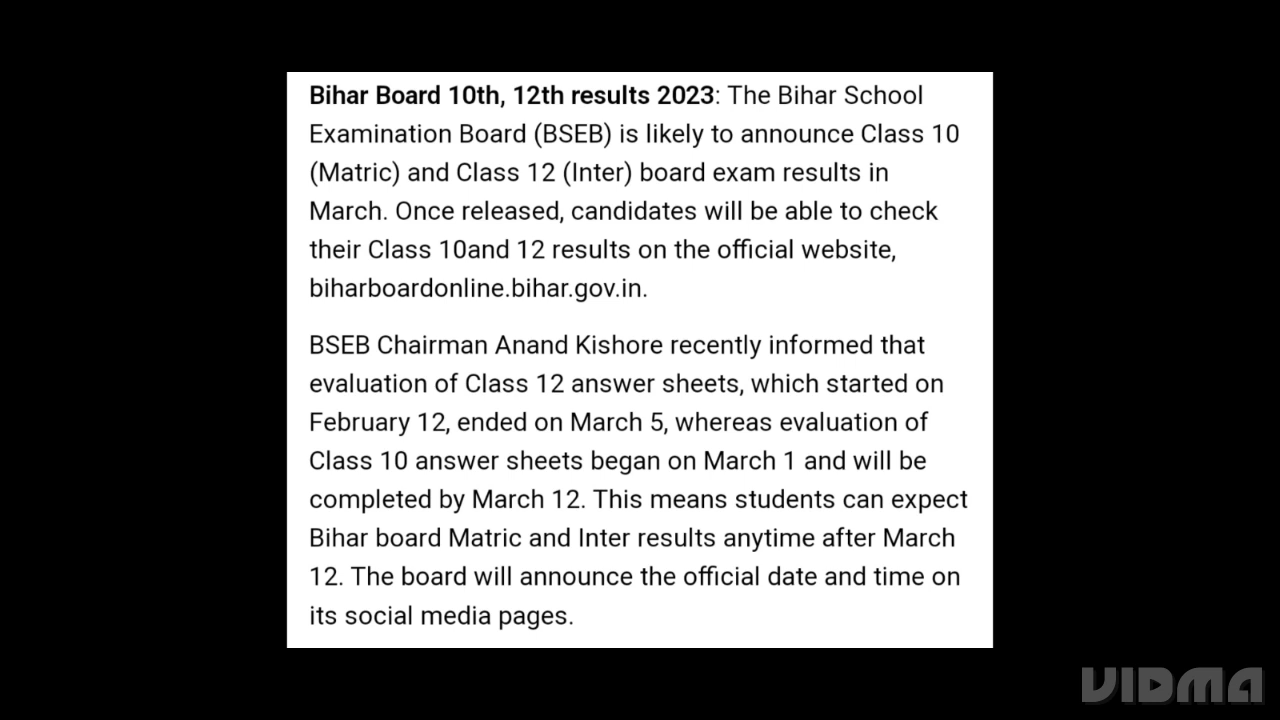 Bihar Board 10th, 12th results 2023: The Bihar School
Examination Board (BSEB) is likely to announce Class 10
(Matric) and Class 12 (Inter) board exam results in
March. Once released, candidates will be able to check
their Class 10and 12 results on the official website,
biharboardonline.bihar.gov.in.
BSEB Chairman Anand Kishore recently informed that
evaluation of Class 12 answer sheets, which started on
February 12, ended on March 5, whereas evaluation of
Class 10 answer sheets began on March 1 and will be
completed by March 12. This means students can expect
Bihar board Matric and Inter results anytime after March
12. The board will announce the official date and time on
its social media pages.
VIDMA